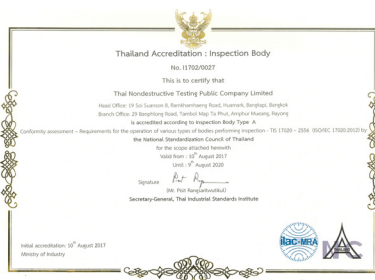 Thailand Accreditation : Inspection Body
No. I1702/0027
This is to certify that
Thai Nondestructive Testing Public Company Limited
Head Office: 19 Soi Suanson 8, Ramkhamhaeng Road, Huamark, Bangkapi, Bangkok
Branch Office: 29 Banphlong Road, Tambol Map Ta Phut, Amphur Mueang, Rayong
is accredited according to Inspection Body Type A
Conformity assessment – Requirements for the operation of various types of bodies performing inspection - TIS 17020 – 2556 (ISO/IEC 17020:2012) by
the National Standardization Council of Thailand
for the scope attached herewith
Valid from : 10th August 2017
Until : 9th August 2020
Signature
(Mr. Pisit Rangsaritwutikul)
Secretary-General, Thai Industrial Standards Institute
Initial accreditation: 10th August 2017
Ministry of Industry
ilac-MRA
NAC